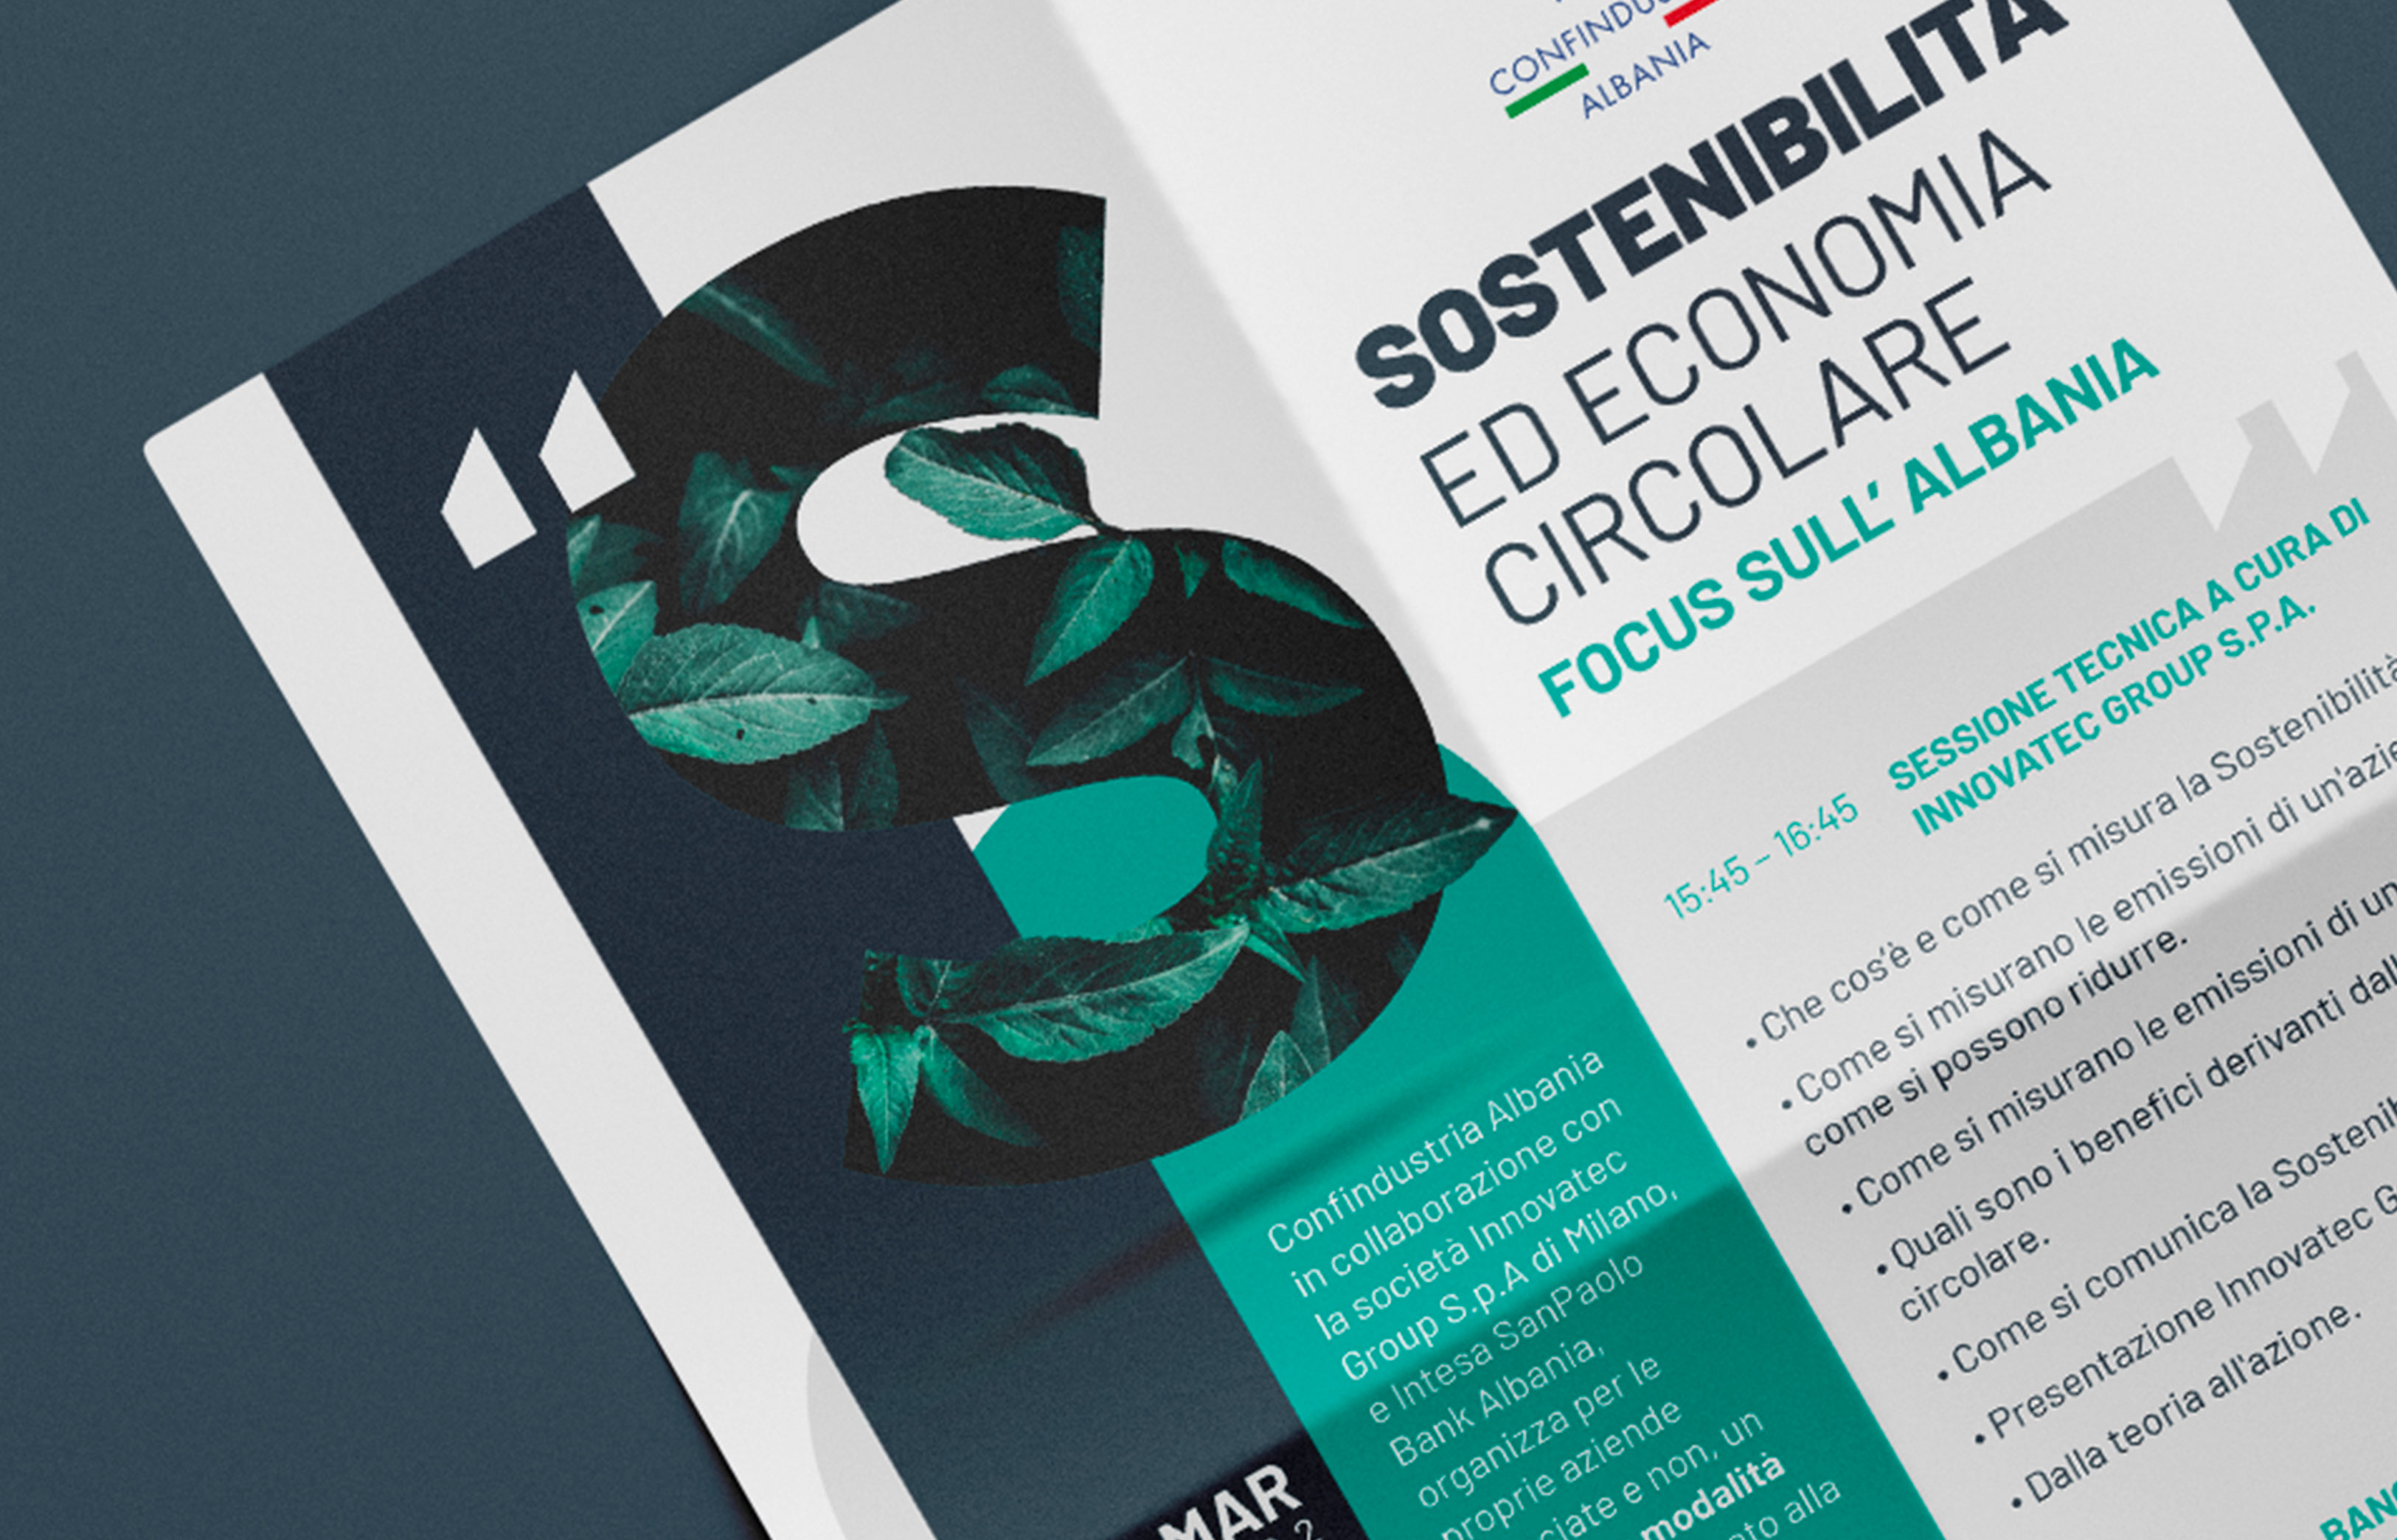 S
Confindustria Albania
in collaborazione con
la società Innovatec
Group S.p.A di Milano,
e Intesa SanPaolo
Bank Albania,
organizza per le
proprie aziende
e non, un
modalità
alla
MAR
ALBANIA
SOSTENIBILITÀ
ED ECONOMIA
CIRCOLARE
FOCUS SULL' ALBANIA
15:45 – 16:45
SESSIONE TECNICA A CURA DI
INNOVATEC GROUP S.P.A.
• Che cos'è e come si misura la Sostenibilità
• Come si misurano le emissioni di
come si possono ridurre.
• Come si misurano le emissioni di
• Quali sono i benefici derivanti
circolare.
• Come si comunica la
• Presentazione Innovatec
• Dalla teoria all'azione.